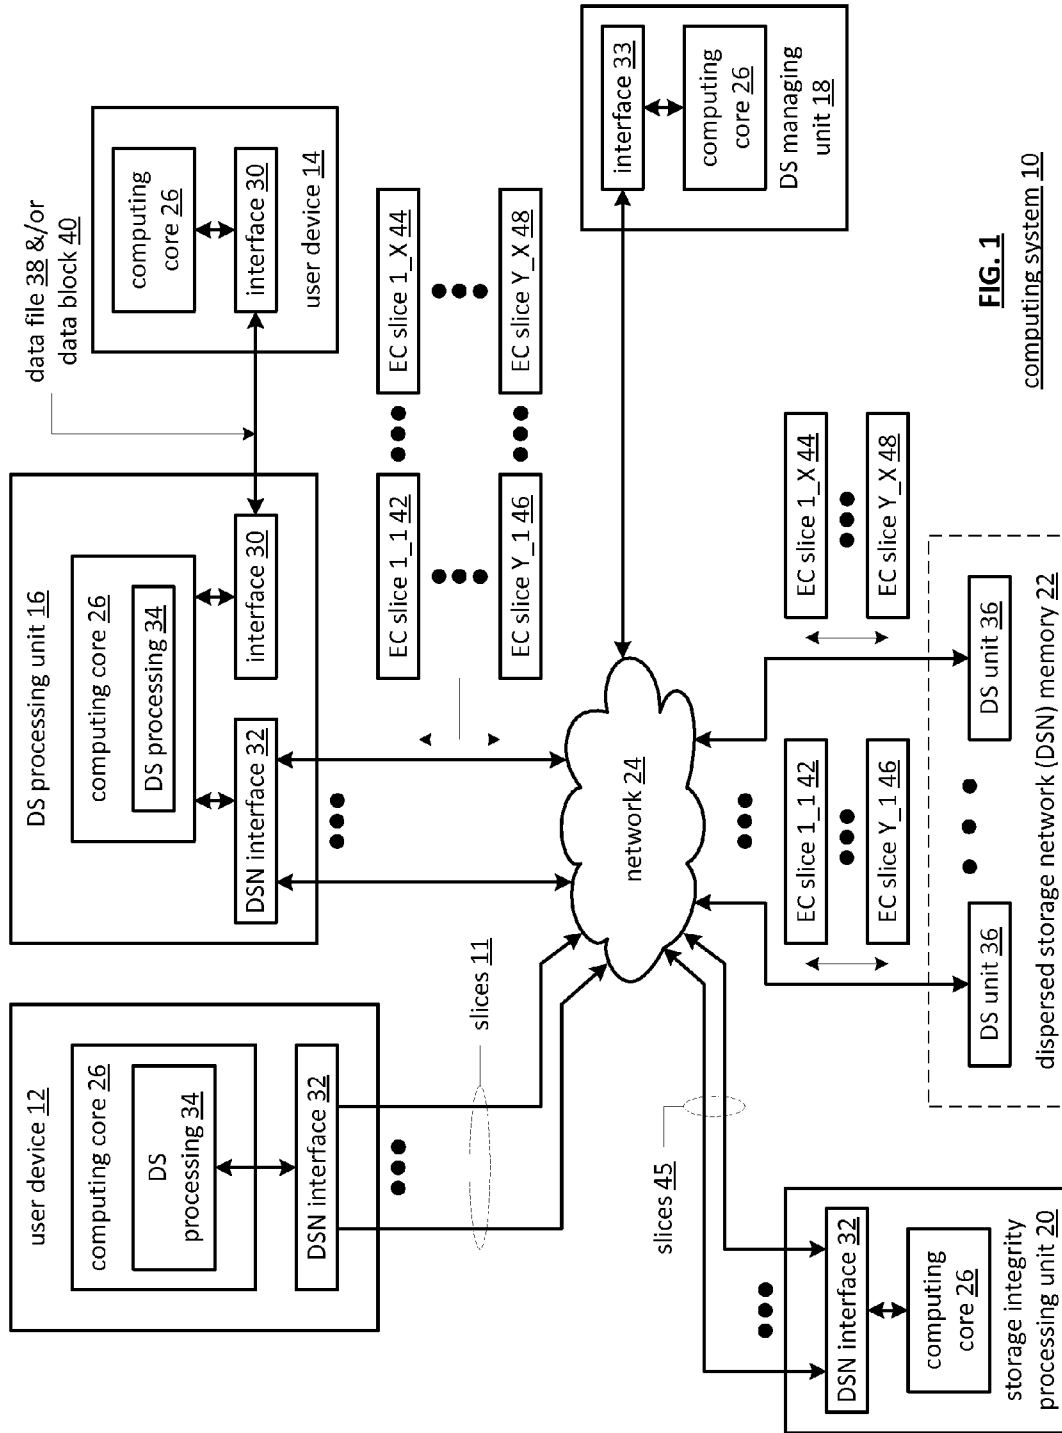 user device 12
computing core 26
DS
processing 34
DSN interface 32
slices 11
DS processing unit 16
computing core 26
DS processing 34
DSN interface 32
interface 30
data file 38 &/or
data block 40
computing
core 26
interface 30
user device 14
EC slice 1_1 42
EC slice 1_X 44
EC slice Y_1 46
EC slice Y_X 48
network 24
interface 33
computing
core 26
DS managing
unit 18
slices 45
DSN interface 32
computing
core 26
storage integrity
processing unit 20
EC slice 1_1 42
EC slice Y_1 46
EC slice 1_X 44
EC slice Y_X 48
DS unit 36
DS unit 36
dispersed storage network (DSN) memory 22
FIG. 1
computing system 10